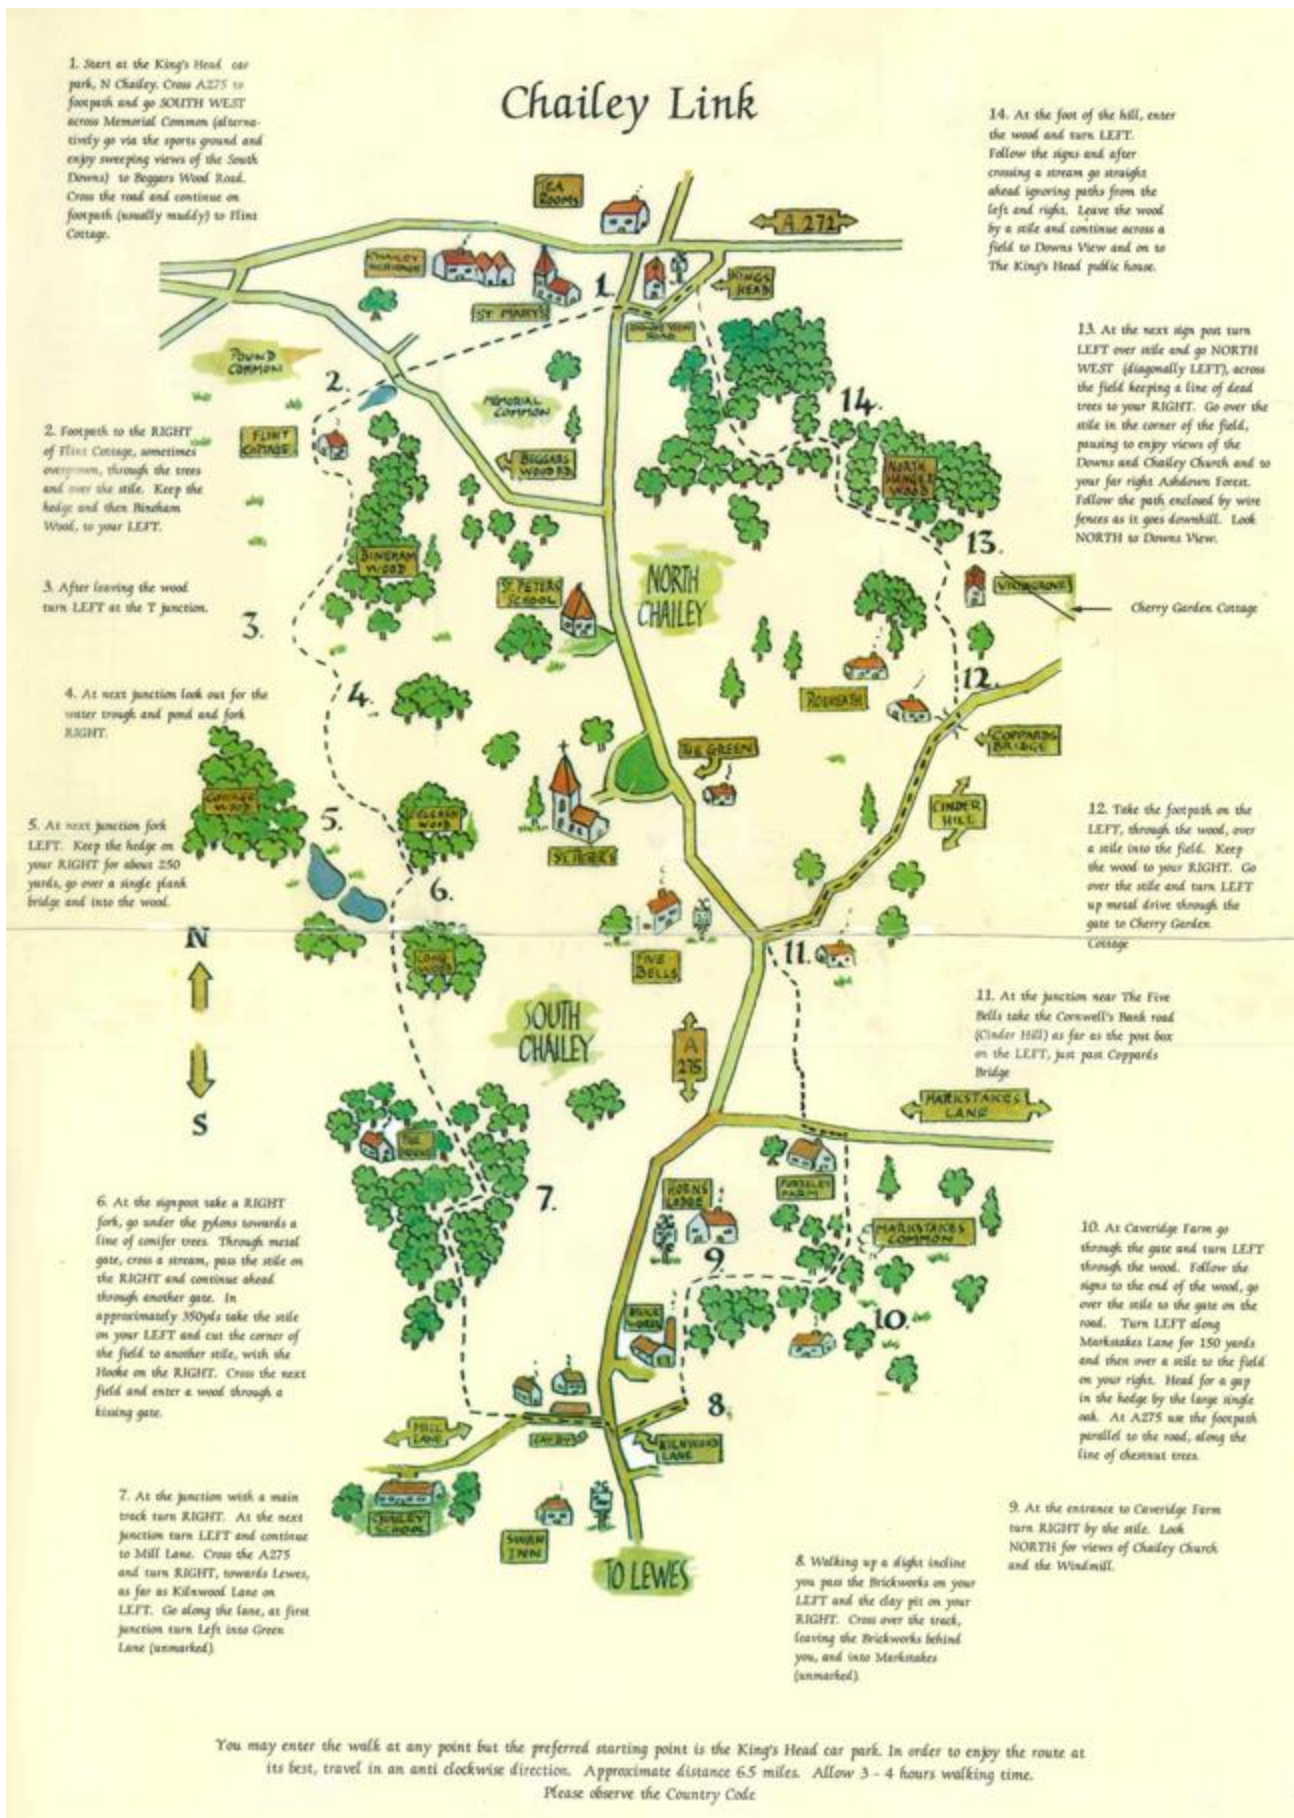 Chailey Link
1. Start at the King's Head car
park, N Chailey. Cross A275 to
footpath and go SOUTH WEST
across Memorial Common (alterna-
tively go via the sports ground and
enjoy sweeping views of the South
Downs) to Beggars Wood Road.
Cross the road and continue on
footpath (usually muddy) to Flint
Cottage.
2. Footpath to the RIGHT
of Flint Cottage, sometimes
overgrown, through the trees
and over the stile. Keep the
hedge and then Bineham
Wood, to your LEFT.
3. After leaving the wood
turn LEFT at the T junction.
4. At next junction look out for the
water trough and pond and fork
RIGHT.
5. At next junction fork
LEFT. Keep the hedge on
your RIGHT for about 250
yards, go over a single plank
bridge and into the wood.
N
S
6. At the signpost take a RIGHT
fork, go under the pylons towards a
line of conifer trees. Through metal
gate, cross a stream, pass the stile on
the RIGHT and continue ahead
through another gate. In
approximately 350yds take the stile
on your LEFT and cut the corner of
the field to another stile, with the
Hooke on the RIGHT. Cross the next
field and enter a wood through a
kissing gate.
7. At the junction with a main
track turn RIGHT. At the next
junction turn LEFT and continue
to Mill Lane. Cross the A275
and turn RIGHT, towards Lewes,
as far as Kilnwood Lane on
LEFT. Go along the lane, at first
junction turn Left into Green
Lane (unmarked)
TEA
ROOMS
A 272
CHAILEY
HERITAGE
ST MARY'S
1.
KINGS
HEAD
DOWNS VIEW
ROAD
POUND
COMMON
2.
MEMORIAL
COMMON
14.
FLINT
COTTAGE
BEGGARS
WOOD RD
NORTH
HANGER
WOOD
13.
BINEHAM
WOOD
ST. PETERS
SCHOOL
NORTH
CHAILEY
Cherry Garden Cottage
3.
4.
12.
ROEHEATH
COPPARDS
BRIDGE
THE GREEN
WOOD
5.
WOOD
CINDER
HILL
ST. PETERS
6.
LONG
WOOD
FIVE
BELLS
11.
SOUTH
CHAILEY
A
275
MARKSTAKES
LANE
THE
HOOKE
7.
HORNS
LODGE
FARM
MARKSTAKES
COMMON
9.
BRICK
WORKS
10.
8.
MILL
LANE
LAY BY
KILNWOOD
LANE
CHAILEY
SCHOOL
SWAN
INN
TO LEWES
14. At the foot of the hill, enter
the wood and turn LEFT.
Follow the signs and after
crossing a stream go straight
ahead ignoring paths from the
left and right. Leave the wood
by a stile and continue across a
field to Downs View and on to
The King's Head public house.
13. At the next sign post turn
LEFT over stile and go NORTH
WEST (diagonally LEFT), across
the field keeping a line of dead
trees to your RIGHT. Go over the
stile in the corner of the field,
pausing to enjoy views of the
Downs and Chailey Church and to
your far right Ashdown Forest.
Follow the path enclosed by wire
fences as it goes downhill. Look
NORTH to Downs View.
12. Take the footpath on the
LEFT, through the wood, over
a stile into the field. Keep
the wood to your RIGHT. Go
over the stile and turn LEFT
up metal drive through the
gate to Cherry Garden
Cottage
11. At the junction near The Five
Bells take the Cornwell's Bank road
(Cinder Hill) as far as the post box
on the LEFT, just past Coppards
Bridge
10. At Caveridge Farm go
through the gate and turn LEFT
through the wood. Follow the
signs to the end of the wood, go
over the stile to the gate on the
road. Turn LEFT along
Markstakes Lane for 150 yards
and then over a stile to the field
on your right. Head for a gap
in the hedge by the large single
oak. At A275 use the footpath
parallel to the road, along the
line of chestnut trees.
9. At the entrance to Caveridge Farm
turn RIGHT by the stile. Look
NORTH for views of Chailey Church
and the Windmill.
8. Walking up a slight incline
you pass the Brickworks on your
LEFT and the clay pit on your
RIGHT. Cross over the track,
leaving the Brickworks behind
you, and into Markstakes
(unmarked)
You may enter the walk at any point but the preferred starting point is the King's Head car park. In order to enjoy the route at
its best, travel in an anti clockwise direction. Approximate distance 6.5 miles. Allow 3 - 4 hours walking time.
Please observe the Country Code